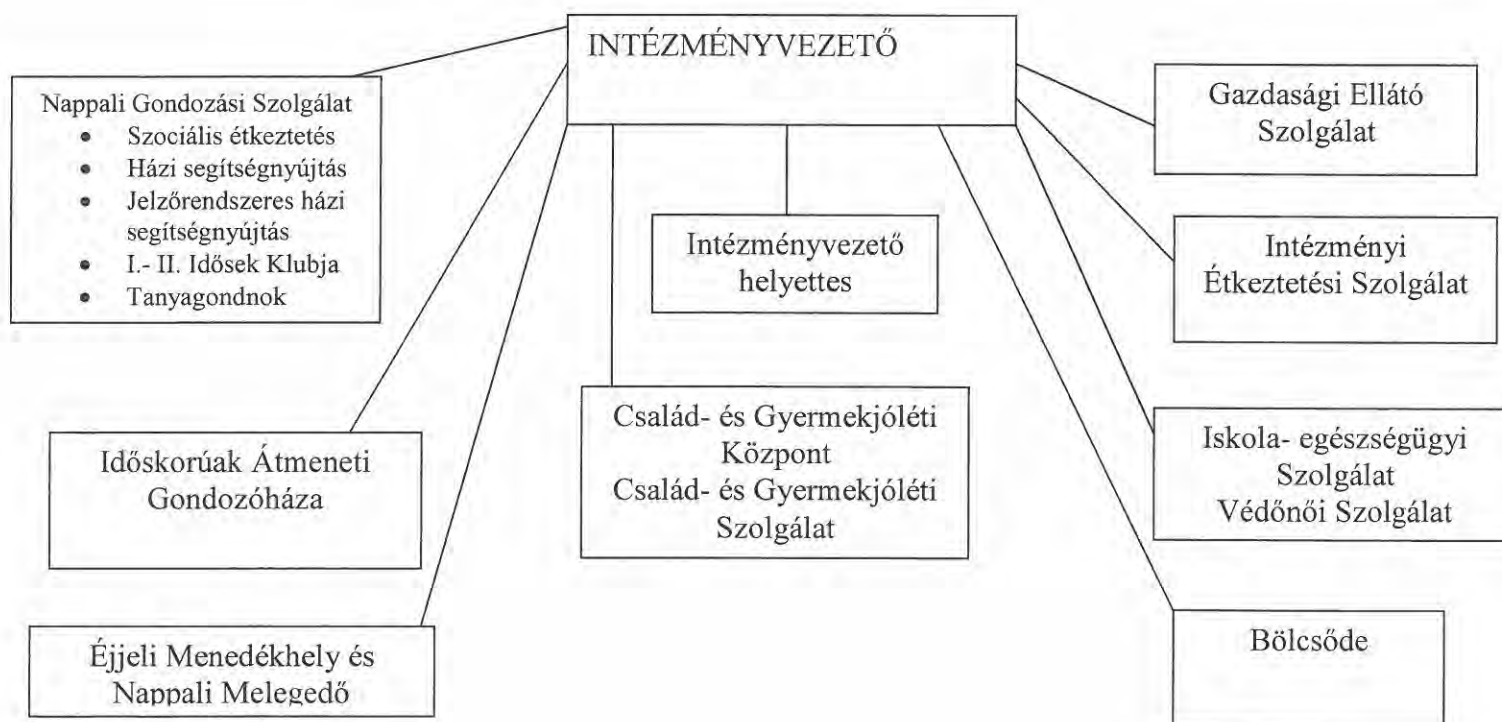 INTÉZMÉNYVEZETŐ
Nappali Gondozási Szolgálat
• Szociális étkeztetés
• Házi segítségnyújtás
• Jelzőrendszeres házi
segítségnyújtás
• I.- II. Idősek Klubja
• Tanyagondnok
Gazdasági Ellátó
Szolgálat
Intézményvezető
helyettes
Intézményi
Étkeztetési Szolgálat
Időskorúak Átmeneti
Gondozóháza
Család- és Gyermekjóléti
Központ
Család- és Gyermekjóléti
Szolgálat
Iskola- egészségügyi
Szolgálat
Védőnői Szolgálat
Éjjeli Menedékhely és
Nappali Melegedő
Bölcsőde